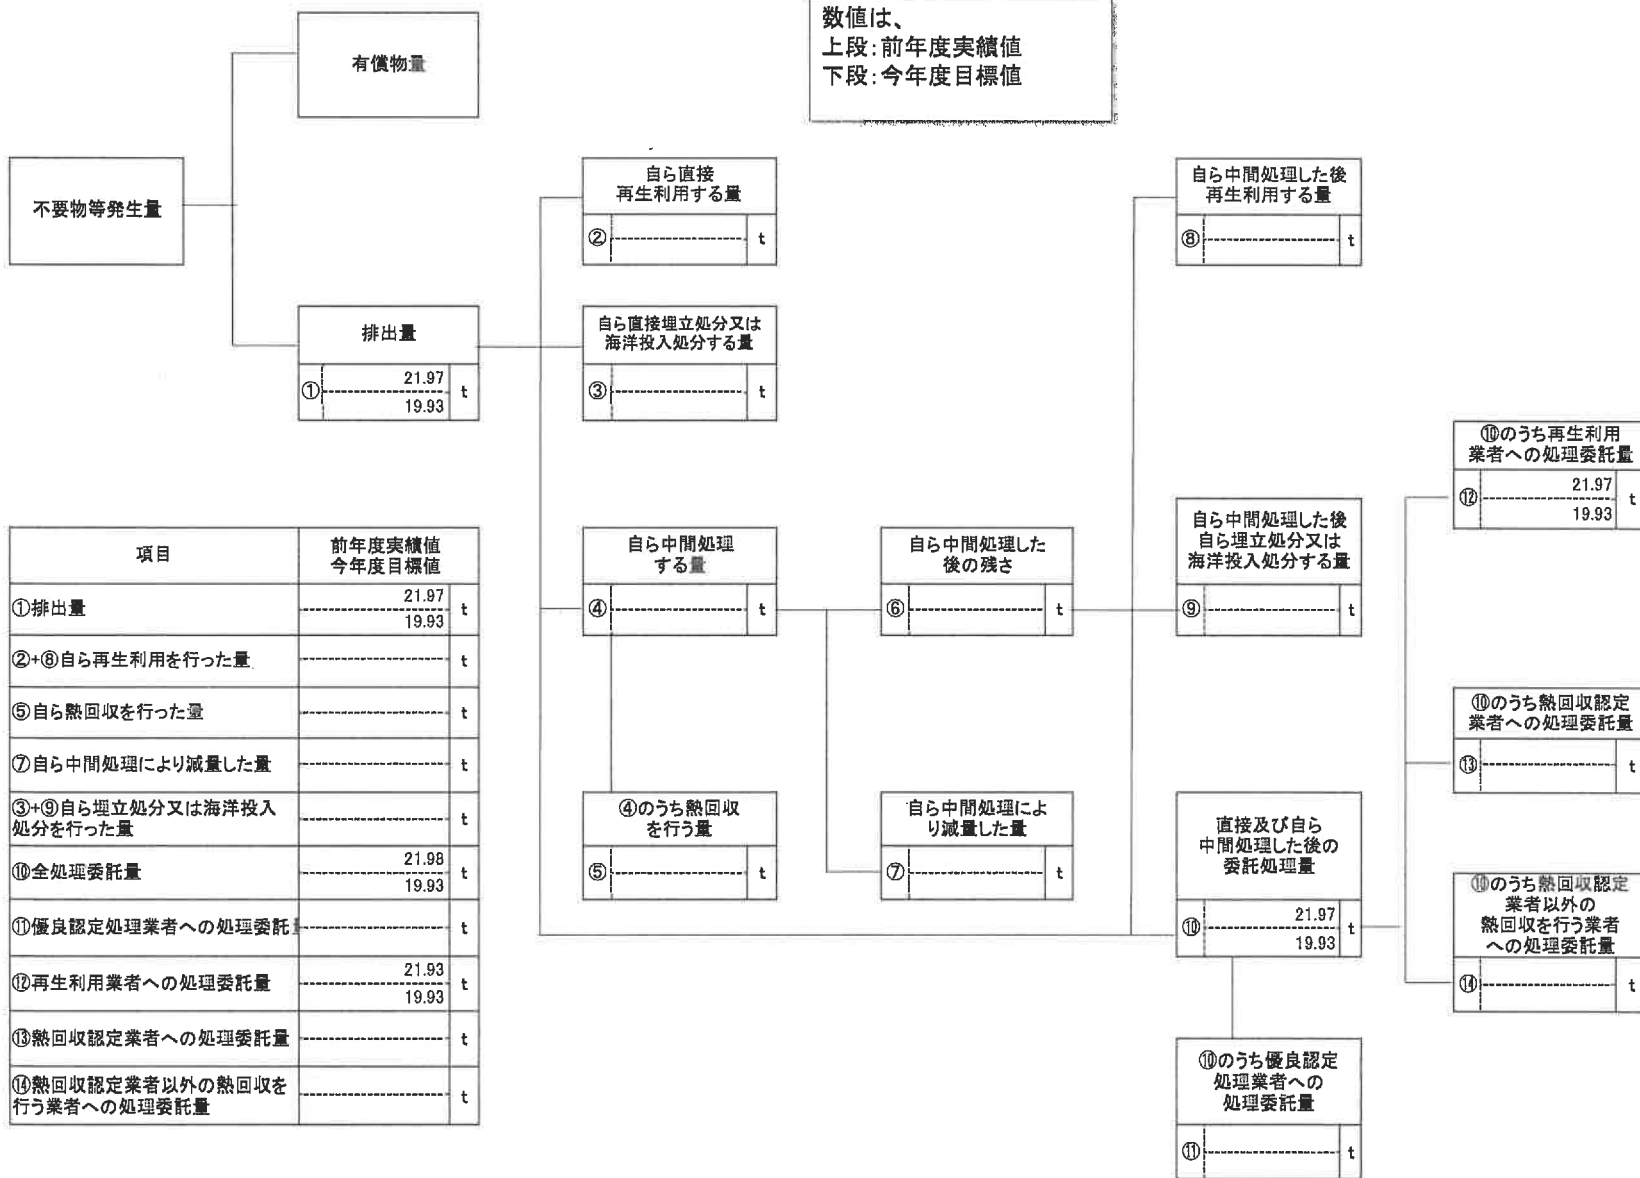 数値は、
上段:前年度実績値
下段:今年度目標値
有償物量
不要物等発生量
排出量
①
21.97
19.93
t
自ら直接
再生利用する量
②
t
自ら直接埋立処分又は
海洋投入処分する量
③
t
自ら中間処理
する量
④
t
④のうち熱回収
を行う量
⑤
t
自ら中間処理した
後の残さ
⑥
t
自ら中間処理によ
り減量した量
⑦
t
自ら中間処理した後
再生利用する量
⑧
t
自ら中間処理した後
自ら埋立処分又は
海洋投入処分する量
⑨
t
直接及び自ら
中間処理した後の
委託処理量
⑩
21.97
19.93
t
⑩のうち優良認定
処理業者への
処理委託量
⑪
t
⑩のうち再生利用
業者への処理委託量
⑫
21.97
19.93
t
⑩のうち熱回収認定
業者への処理委託量
⑬
t
⑩のうち熱回収認定
業者以外の
熱回収を行う業者
への処理委託量
⑭
t
項目
前年度実績値
今年度目標値
①排出量
21.97
19.93
t
②+⑧自ら再生利用を行った量
t
⑤自ら熱回収を行った量
t
⑦自ら中間処理により減量した量
t
③+⑨自ら埋立処分又は海洋投入
処分を行った量
t
⑩全処理委託量
21.98
19.93
t
⑪優良認定処理業者への処理委託
t
⑫再生利用業者への処理委託量
21.93
19.93
t
⑬熱回収認定業者への処理委託量
t
⑭熱回収認定業者以外の熱回収を
行う業者への処理委託量
t